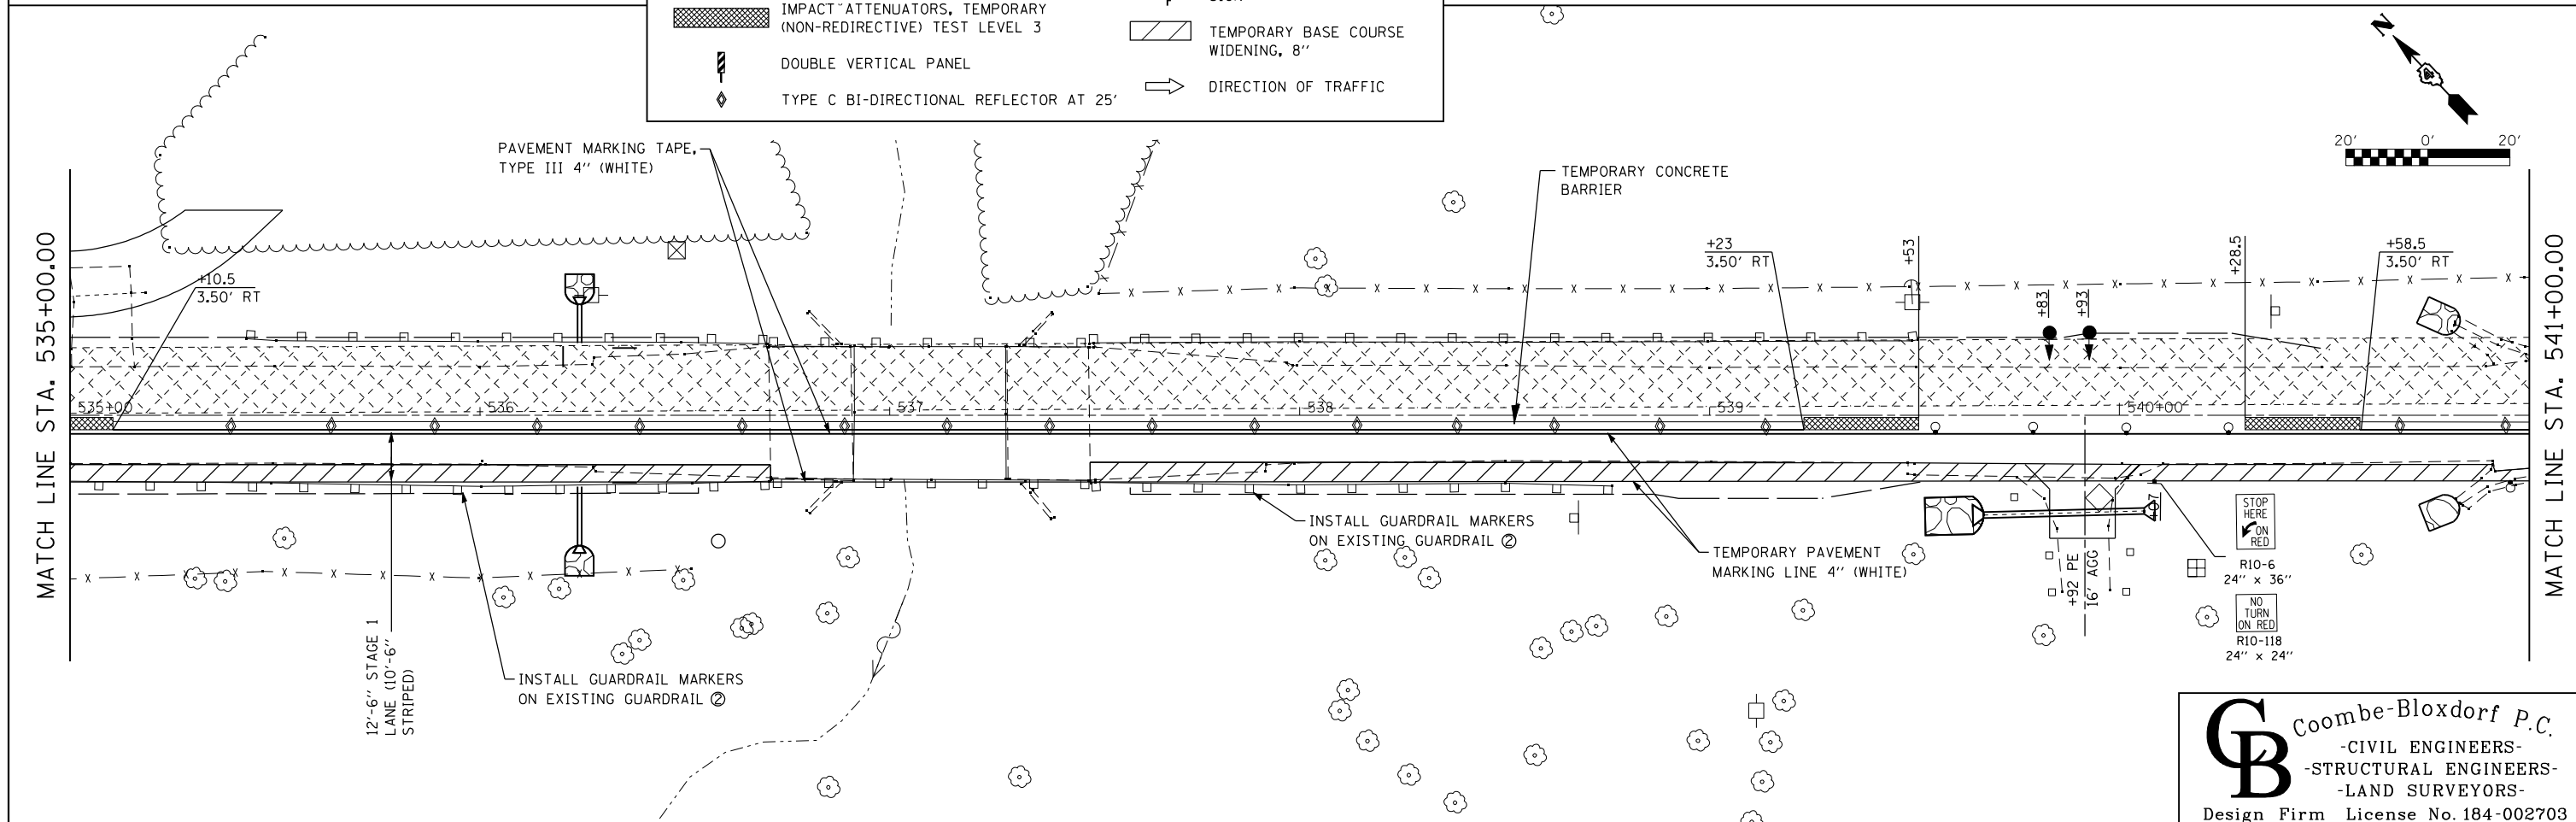 IMPACT ATTENUATORS, TEMPORARY
(NON-REDIRECTIVE) TEST LEVEL 3
DOUBLE VERTICAL PANEL
TYPE C BI-DIRECTIONAL REFLECTOR AT 25'
TEMPORARY BASE COURSE
WIDENING, 8''
DIRECTION OF TRAFFIC
N
20' 0' 20'
PAVEMENT MARKING TAPE,
TYPE III 4'' (WHITE)
TEMPORARY CONCRETE
BARRIER
MATCH LINE STA. 535+00.00
+10.5
3.50' RT
+23
3.50' RT
+53
+83
+93
+28.5
+58.5
3.50' RT
MATCH LINE STA. 541+00.00
535+00
536
537
538
539
540+00
12'-6'' STAGE 1
LANE (10'-6''
STRIPED)
INSTALL GUARDRAIL MARKERS
ON EXISTING GUARDRAIL ②
INSTALL GUARDRAIL MARKERS
ON EXISTING GUARDRAIL ②
TEMPORARY PAVEMENT
MARKING LINE 4'' (WHITE)
+92 PE
16' AGG
STOP
HERE
ON
RED
R10-6
24'' x 36''
NO
TURN
ON RED
R10-118
24'' x 24''
CB
Coombe-Bloxdorf P.C.
-CIVIL ENGINEERS-
-STRUCTURAL ENGINEERS-
-LAND SURVEYORS-
Design Firm License No. 184-002703